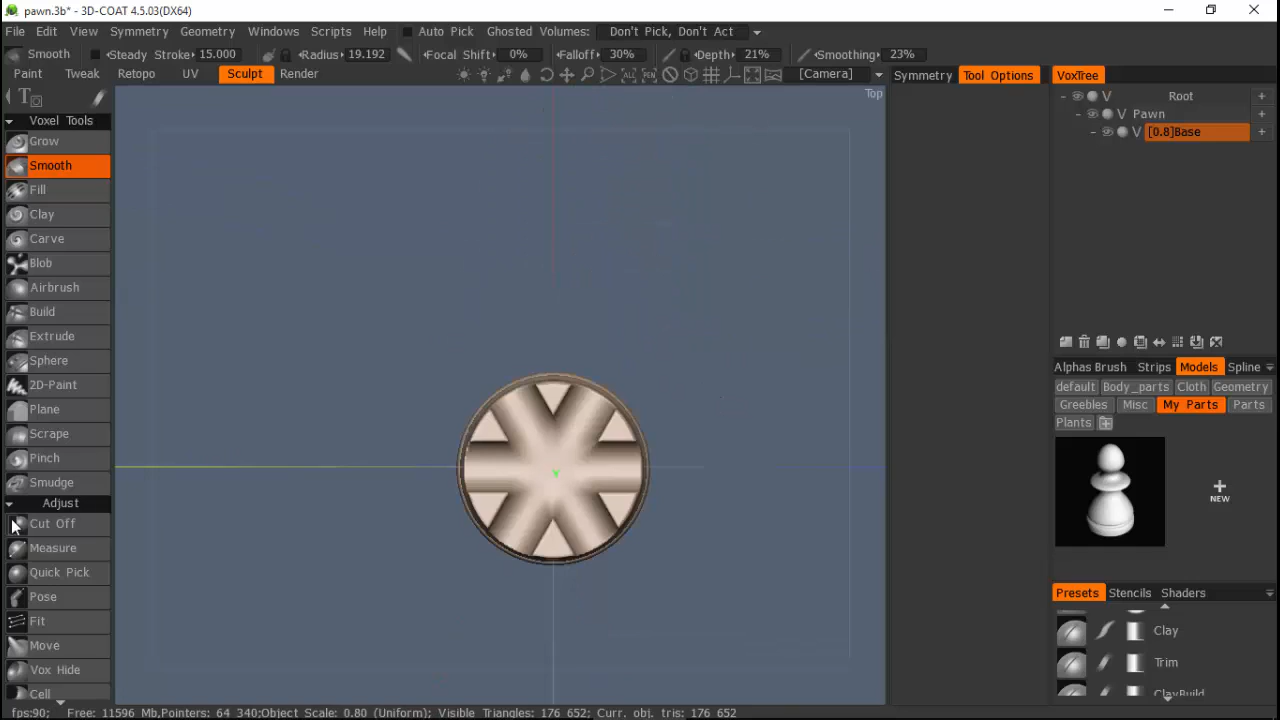 pawn.3b* - 3D-COAT 4.5.03(DX64)
File Edit View Symmetry Geometry Windows Scripts Help Auto Pick Ghosted Volumes: Don't Pick, Don't Act
Smooth Steady Stroke: 15.000 Radius: 19.192 Focal Shift: 0% Falloff: 30% Depth: 21% Smoothing: 23%
Paint Tweak Retopo UV Sculpt Render [Camera] Symmetry Tool Options VoxTree
ALL PEN
Top
Root
Pawn
[0.8]Base
V
V
V
T
Voxel Tools
Grow
Smooth
Fill
Clay
Carve
Blob
Airbrush
Build
Extrude
Sphere
2D-Paint
Plane
Scrape
Pinch
Smudge
Adjust
Cut Off
Measure
Quick Pick
Pose
Fit
Move
Vox Hide
Cell
Alphas Brush Strips Models Spline
default Body_parts Cloth Geometry
Greebles Misc My Parts Parts
Plants
NEW
Presets Stencils Shaders
Clay
Trim
ClayBuild
fps:90; Free: 11596 Mb,Pointers: 64 340;Object Scale: 0.80 (Uniform); Visible Triangles: 176 652; Curr. obj. tris: 176 652